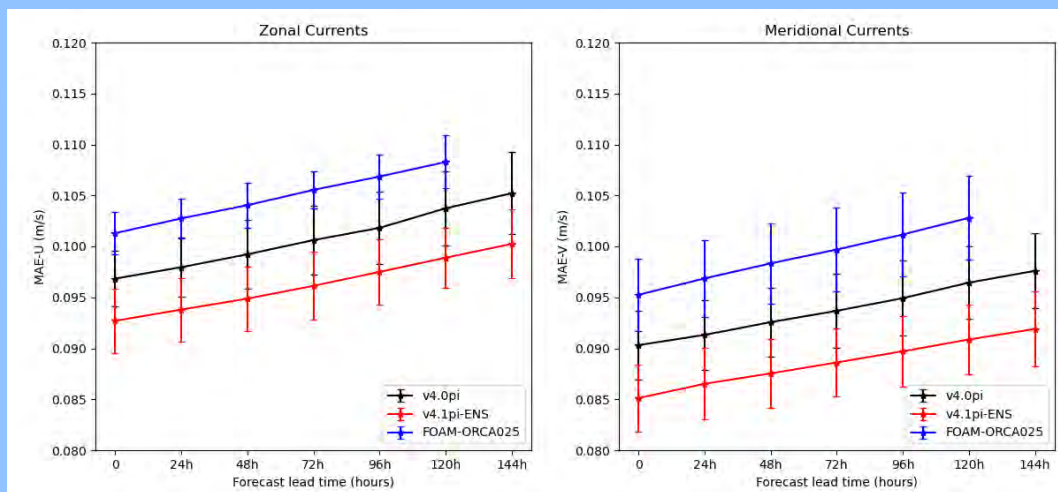 Zonal Currents
MAE-U (m/s)
0.120
0.115
0.110
0.105
0.100
0.095
0.090
0.085
0.080
0 24h 48h 72h 96h 120h 144h
Forecast lead time (hours)
v4.0pi
v4.1pi-ENS
FOAM-ORCA025
Meridional Currents
MAE-V (m/s)
0.120
0.115
0.110
0.105
0.100
0.095
0.090
0.085
0.080
0 24h 48h 72h 96h 120h 144h
Forecast lead time (hours)
v4.0pi
v4.1pi-ENS
FOAM-ORCA025